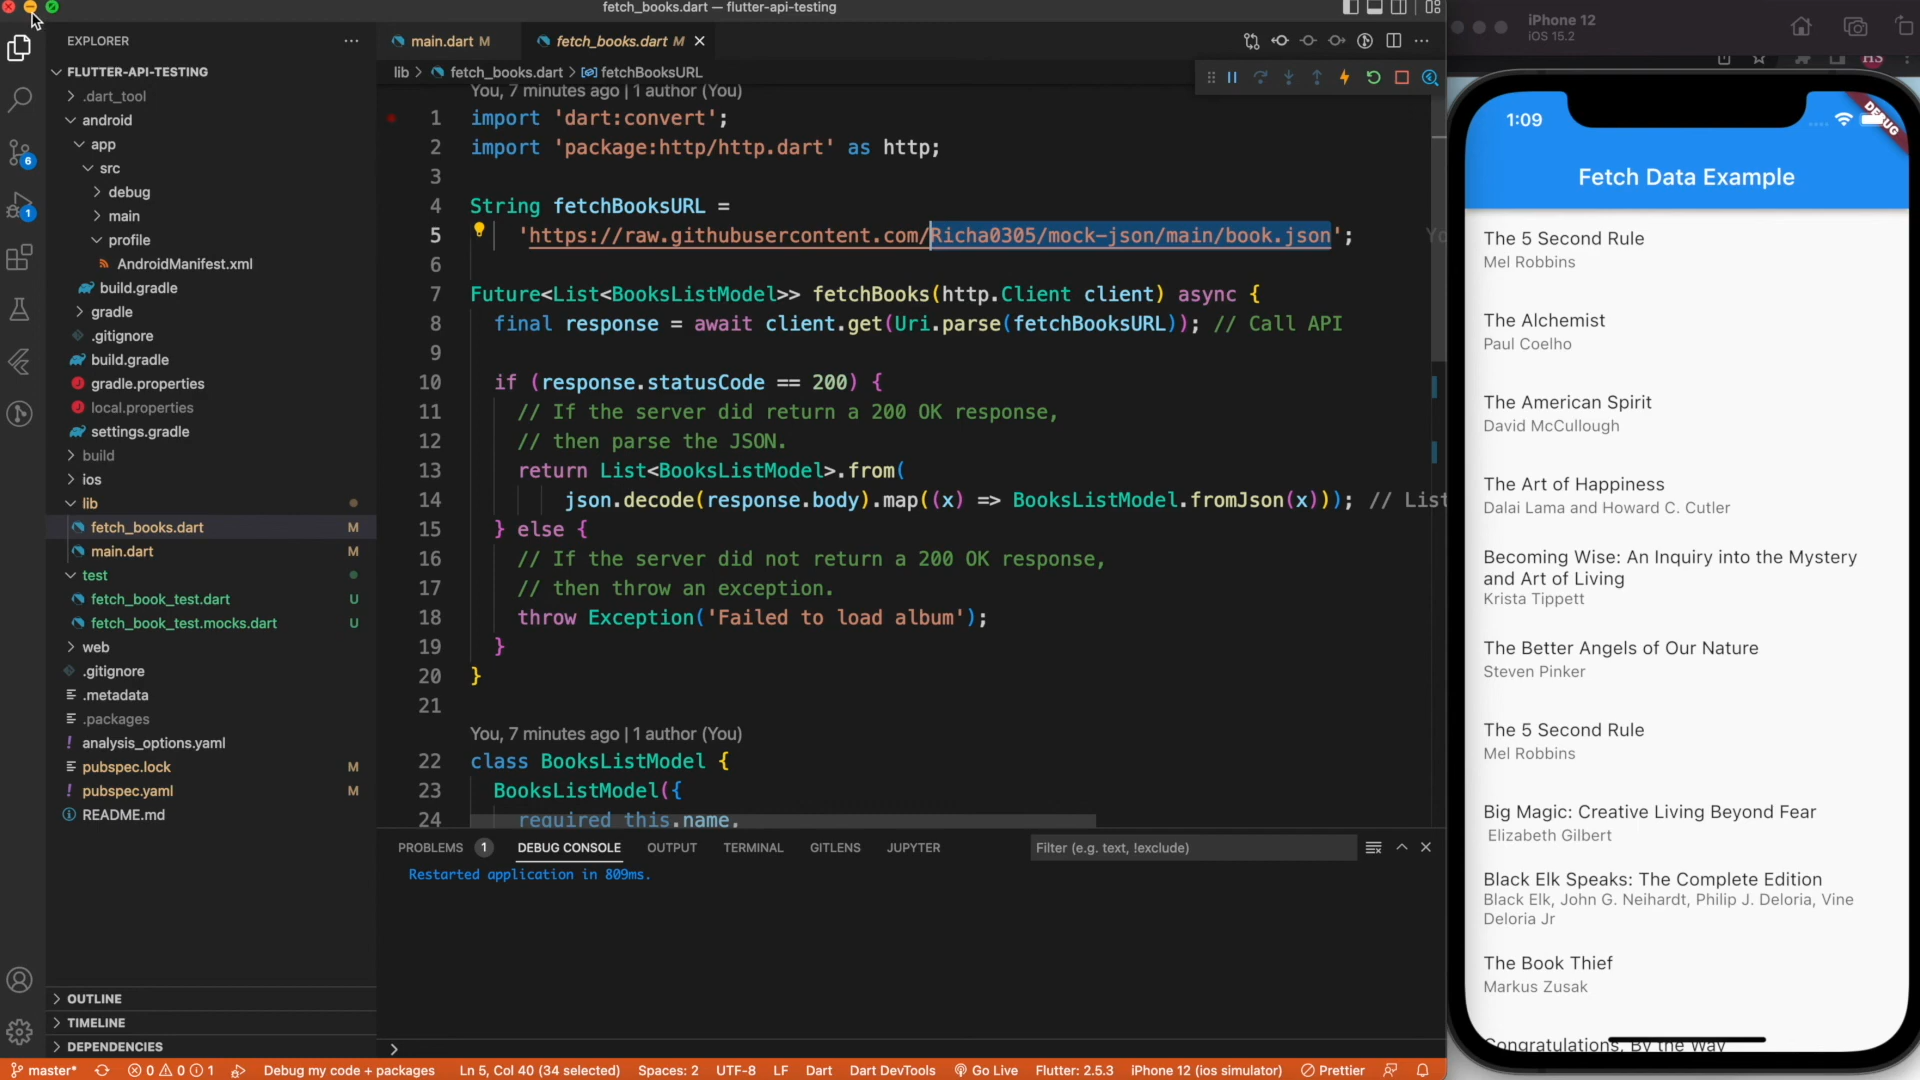 fetch_books.dart — flutter-api-testing
EXPLORER
FLUTTER-API-TESTING
.dart_tool
android
app
src
debug
main
profile
AndroidManifest.xml
build.gradle
gradle
.gitignore
build.gradle
gradle.properties
local.properties
settings.gradle
build
ios
lib
fetch_books.dart M
main.dart M
test
fetch_book_test.dart U
fetch_book_test.mocks.dart U
web
.gitignore
.metadata
.packages
analysis_options.yaml
pubspec.lock M
pubspec.yaml M
README.md
OUTLINE
TIMELINE
DEPENDENCIES
6
1
main.dart M
fetch_books.dart M
lib > fetch_books.dart > fetchBooksURL
You, 7 minutes ago | 1 author (You)
1 import 'dart:convert';
2 import 'package:http/http.dart' as http;
3
4 String fetchBooksURL =
5 'https://raw.githubusercontent.com/Richa0305/mock-json/main/book.json'; Yo
6
7 Future<List<BooksListModel>> fetchBooks(http.Client client) async {
8 final response = await client.get(Uri.parse(fetchBooksURL)); // Call API
9
10 if (response.statusCode == 200) {
11 // If the server did return a 200 OK response,
12 // then parse the JSON.
13 return List<BooksListModel>.from(
14 json.decode(response.body).map((x) => BooksListModel.fromJson(x))); // List
15 } else {
16 // If the server did not return a 200 OK response,
17 // then throw an exception.
18 throw Exception('Failed to load album');
19 }
20 }
21
You, 7 minutes ago | 1 author (You)
22 class BooksListModel {
23 BooksListModel({
24 required this.name,
PROBLEMS 1 DEBUG CONSOLE OUTPUT TERMINAL GITLENS JUPYTER Filter (e.g. text, !exclude)
Restarted application in 809ms.
master* 0 0 1 Debug my code + packages Ln 5, Col 40 (34 selected) Spaces: 2 UTF-8 LF Dart Dart DevTools Go Live Flutter: 2.5.3 iPhone 12 (ios simulator) Prettier
iPhone 12
iOS 15.2
HS
1:09
DEBUG
Fetch Data Example
The 5 Second Rule
Mel Robbins
The Alchemist
Paul Coelho
The American Spirit
David McCullough
The Art of Happiness
Dalai Lama and Howard C. Cutler
Becoming Wise: An Inquiry into the Mystery
and Art of Living
Krista Tippett
The Better Angels of Our Nature
Steven Pinker
The 5 Second Rule
Mel Robbins
Big Magic: Creative Living Beyond Fear
Elizabeth Gilbert
Black Elk Speaks: The Complete Edition
Black Elk, John G. Neihardt, Philip J. Deloria, Vine
Deloria Jr
The Book Thief
Markus Zusak
Congratulations, By the Way